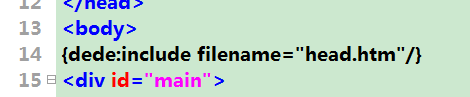 12 </head>
13 <body>
14 {dede:include filename="head.htm"/}
15 <div id="main">